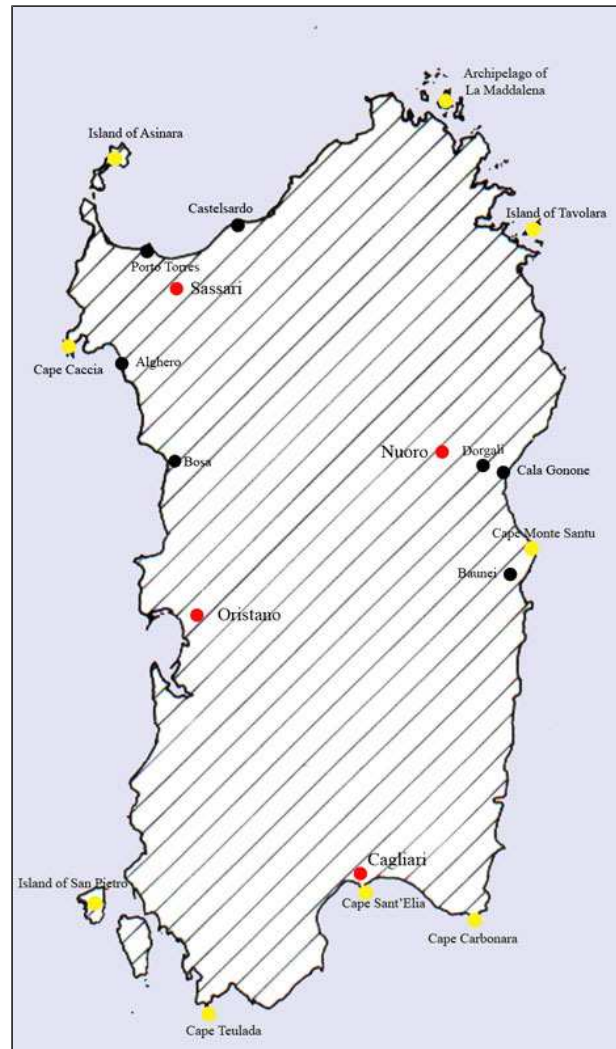 Archipelago of
La Maddalena
Island of Asinara
Castelsardo
Island of Tavolara
Porto Torres
Sassari
Cape Caccia
Alghero
Nuoro
Dorgali
Bosa
Cala Gonone
Cape Monte Santu
Baunei
Oristano
Cagliari
Island of San Pietro
Cape Sant'Elia
Cape Carbonara
Cape Teulada